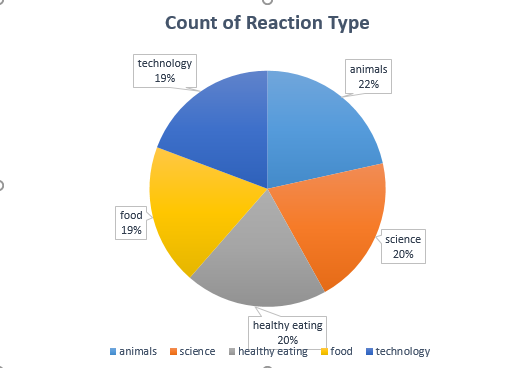 Count of Reaction Type
technology
19%
animals
22%
food
19%
science
20%
healthy eating
20%
animals science healthy eating food technology